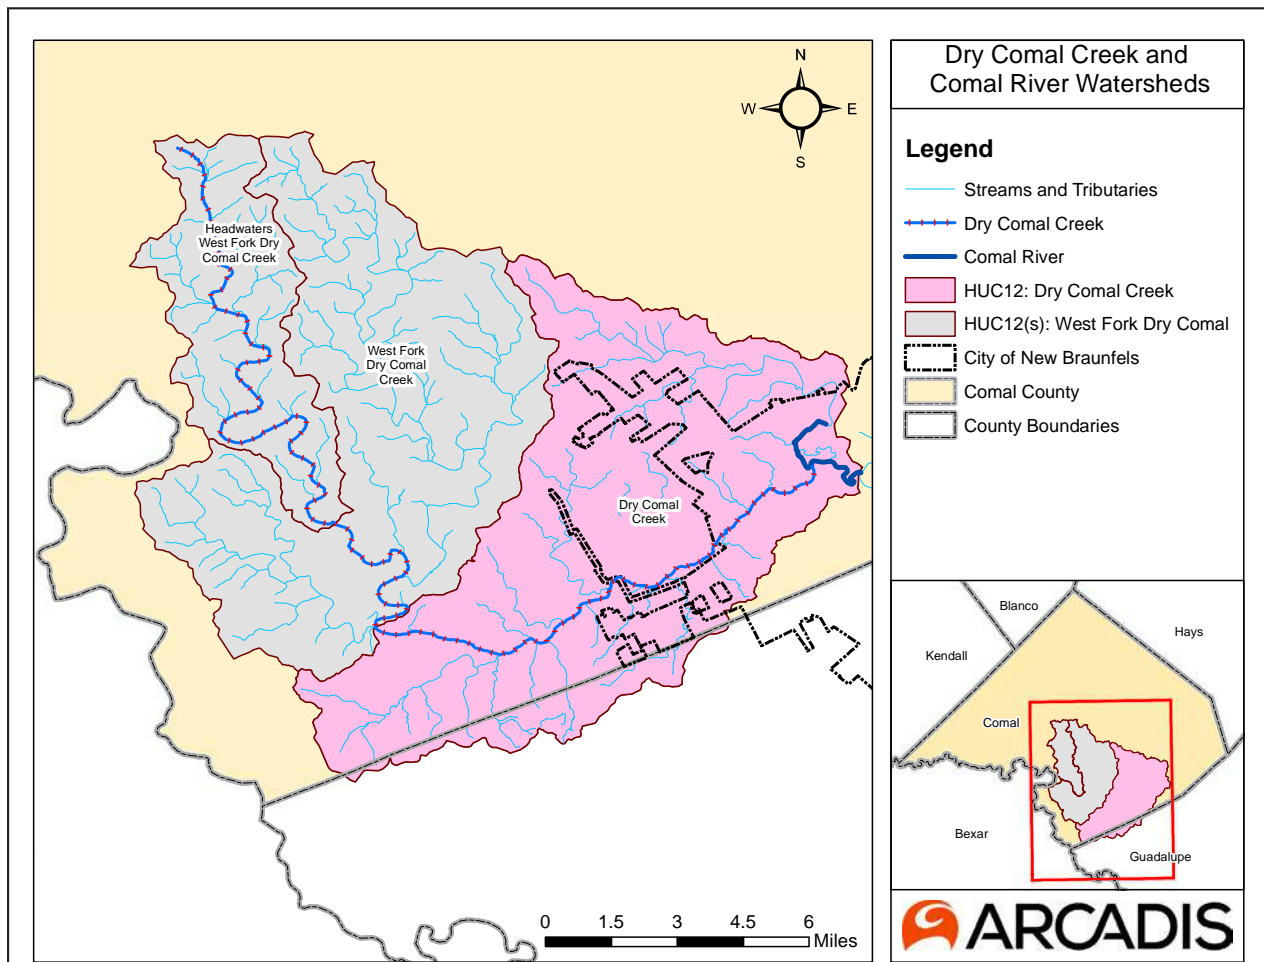 N
W
E
S
Headwaters
West Fork Dry
Comal Creek
West Fork
Dry Comal
Creek
Dry Comal
Creek
0 1.5 3 4.5 6
Miles
Dry Comal Creek and
Comal River Watersheds
Legend
Streams and Tributaries
Dry Comal Creek
Comal River
HUC12: Dry Comal Creek
HUC12(s): West Fork Dry Comal
City of New Braunfels
Comal County
County Boundaries
Blanco
Hays
Kendall
Comal
Bexar
Guadalupe
ARCADIS